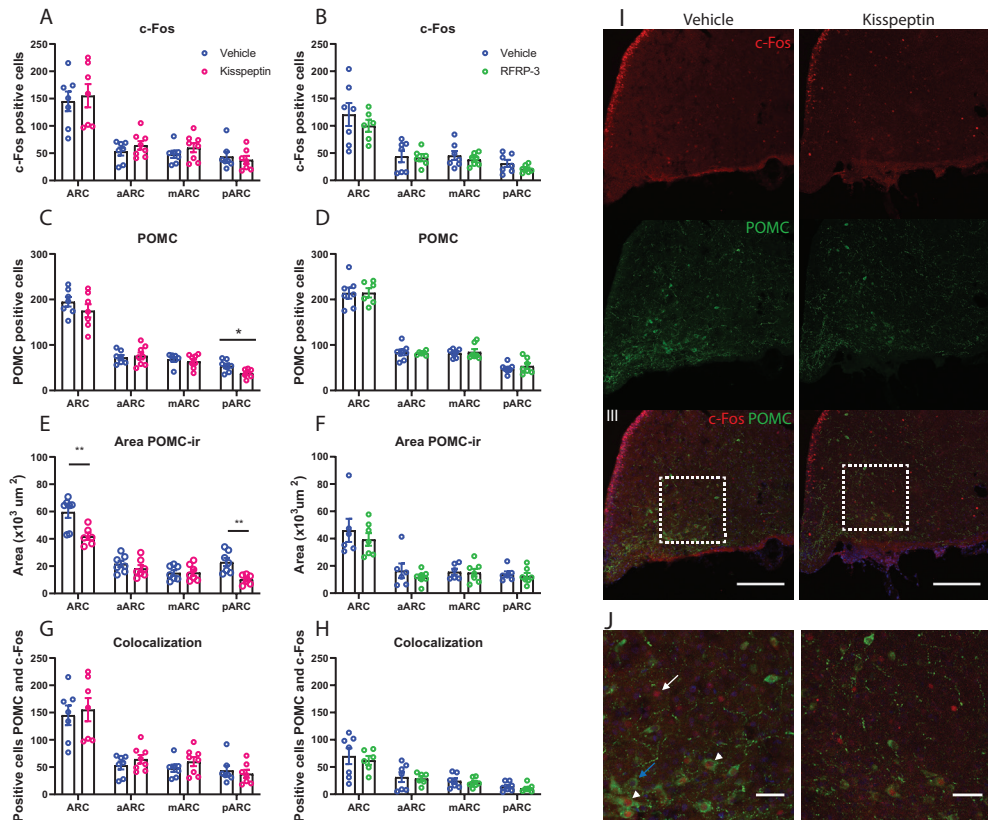 A
c-Fos
c-Fos positive cells
250
200
150
100
50
0
Vehicle
Kisspeptin
ARC aARC mARC pARC
B
c-Fos
c-Fos positive cells
250
200
150
100
50
0
Vehicle
RFRP-3
ARC aARC mARC pARC
C
POMC
POMC positive cells
300
200
100
0
*
ARC aARC mARC pARC
D
POMC
POMC positive cells
300
200
100
0
ARC aARC mARC pARC
E
Area POMC-ir
Area (x10³um²)
100
80
60
40
20
0
**
**
ARC aARC mARC pARC
F
Area POMC-ir
Area (x10³um²)
100
80
60
40
20
0
ARC aARC mARC pARC
G
Colocalization
Positive cells POMC and c-Fos
250
200
150
100
50
0
ARC aARC mARC pARC
H
Colocalization
Positive cells POMC and c-Fos
250
200
150
100
50
0
ARC aARC mARC pARC
I
Vehicle Kisspeptin
c-Fos
POMC
III
c-Fos POMC
J